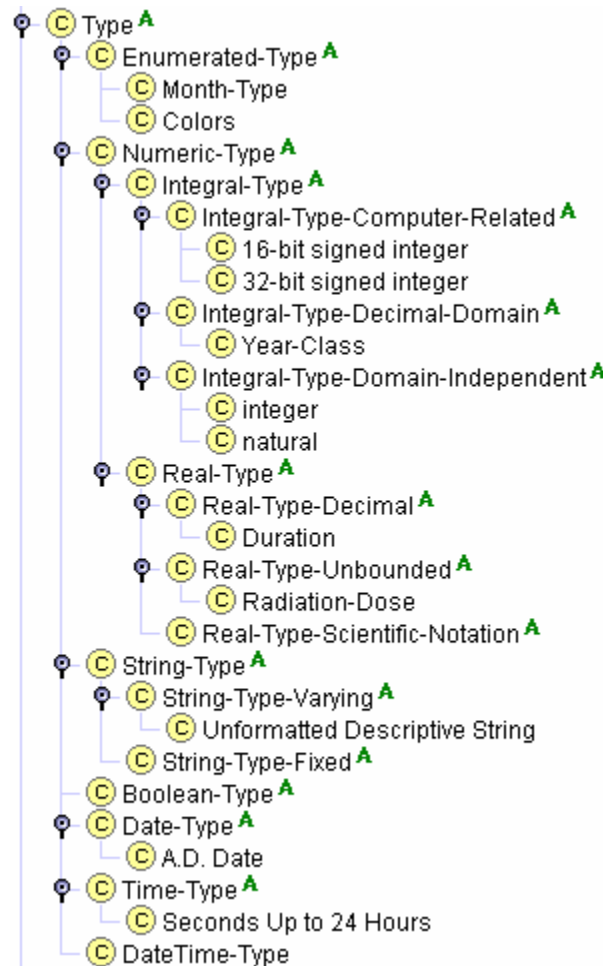 C Type A
C Enumerated-Type A
C Month-Type
C Colors
C Numeric-Type A
C Integral-Type A
C Integral-Type-Computer-Related A
C 16-bit signed integer
C 32-bit signed integer
C Integral-Type-Decimal-Domain A
C Year-Class
C Integral-Type-Domain-Independent A
C integer
C natural
C Real-Type A
C Real-Type-Decimal A
C Duration
C Real-Type-Unbounded A
C Radiation-Dose
C Real-Type-Scientific-Notation A
C String-Type A
C String-Type-Varying A
C Unformatted Descriptive String
C String-Type-Fixed A
C Boolean-Type A
C Date-Type A
C A.D. Date
C Time-Type A
C Seconds Up to 24 Hours
C DateTime-Type